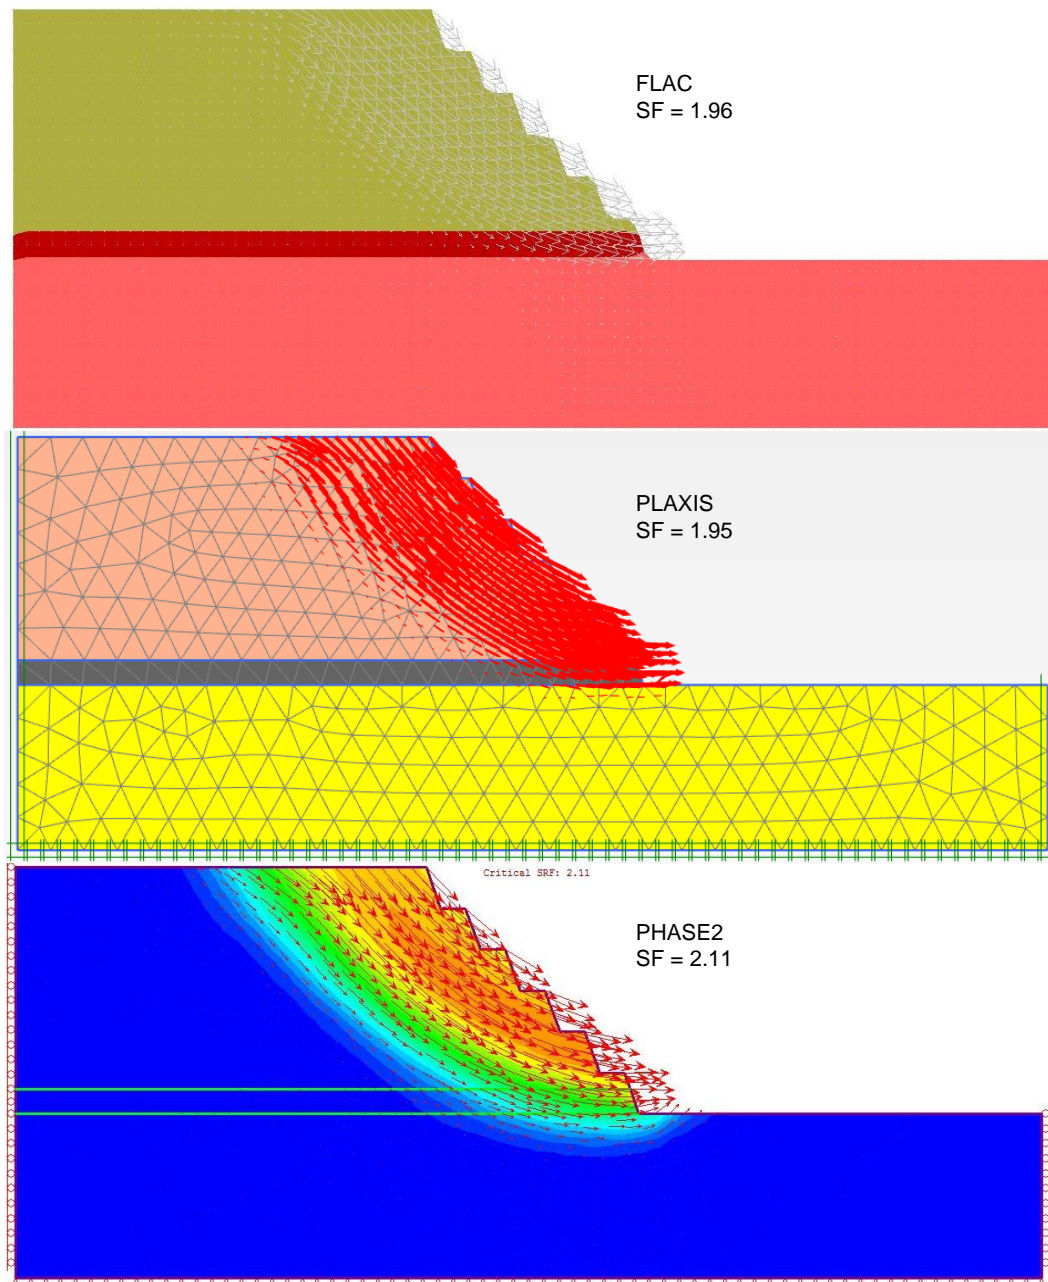 FLAC
SF = 1.96
PLAXIS
SF = 1.95
Critical SRF: 2.11
PHASE2
SF = 2.11